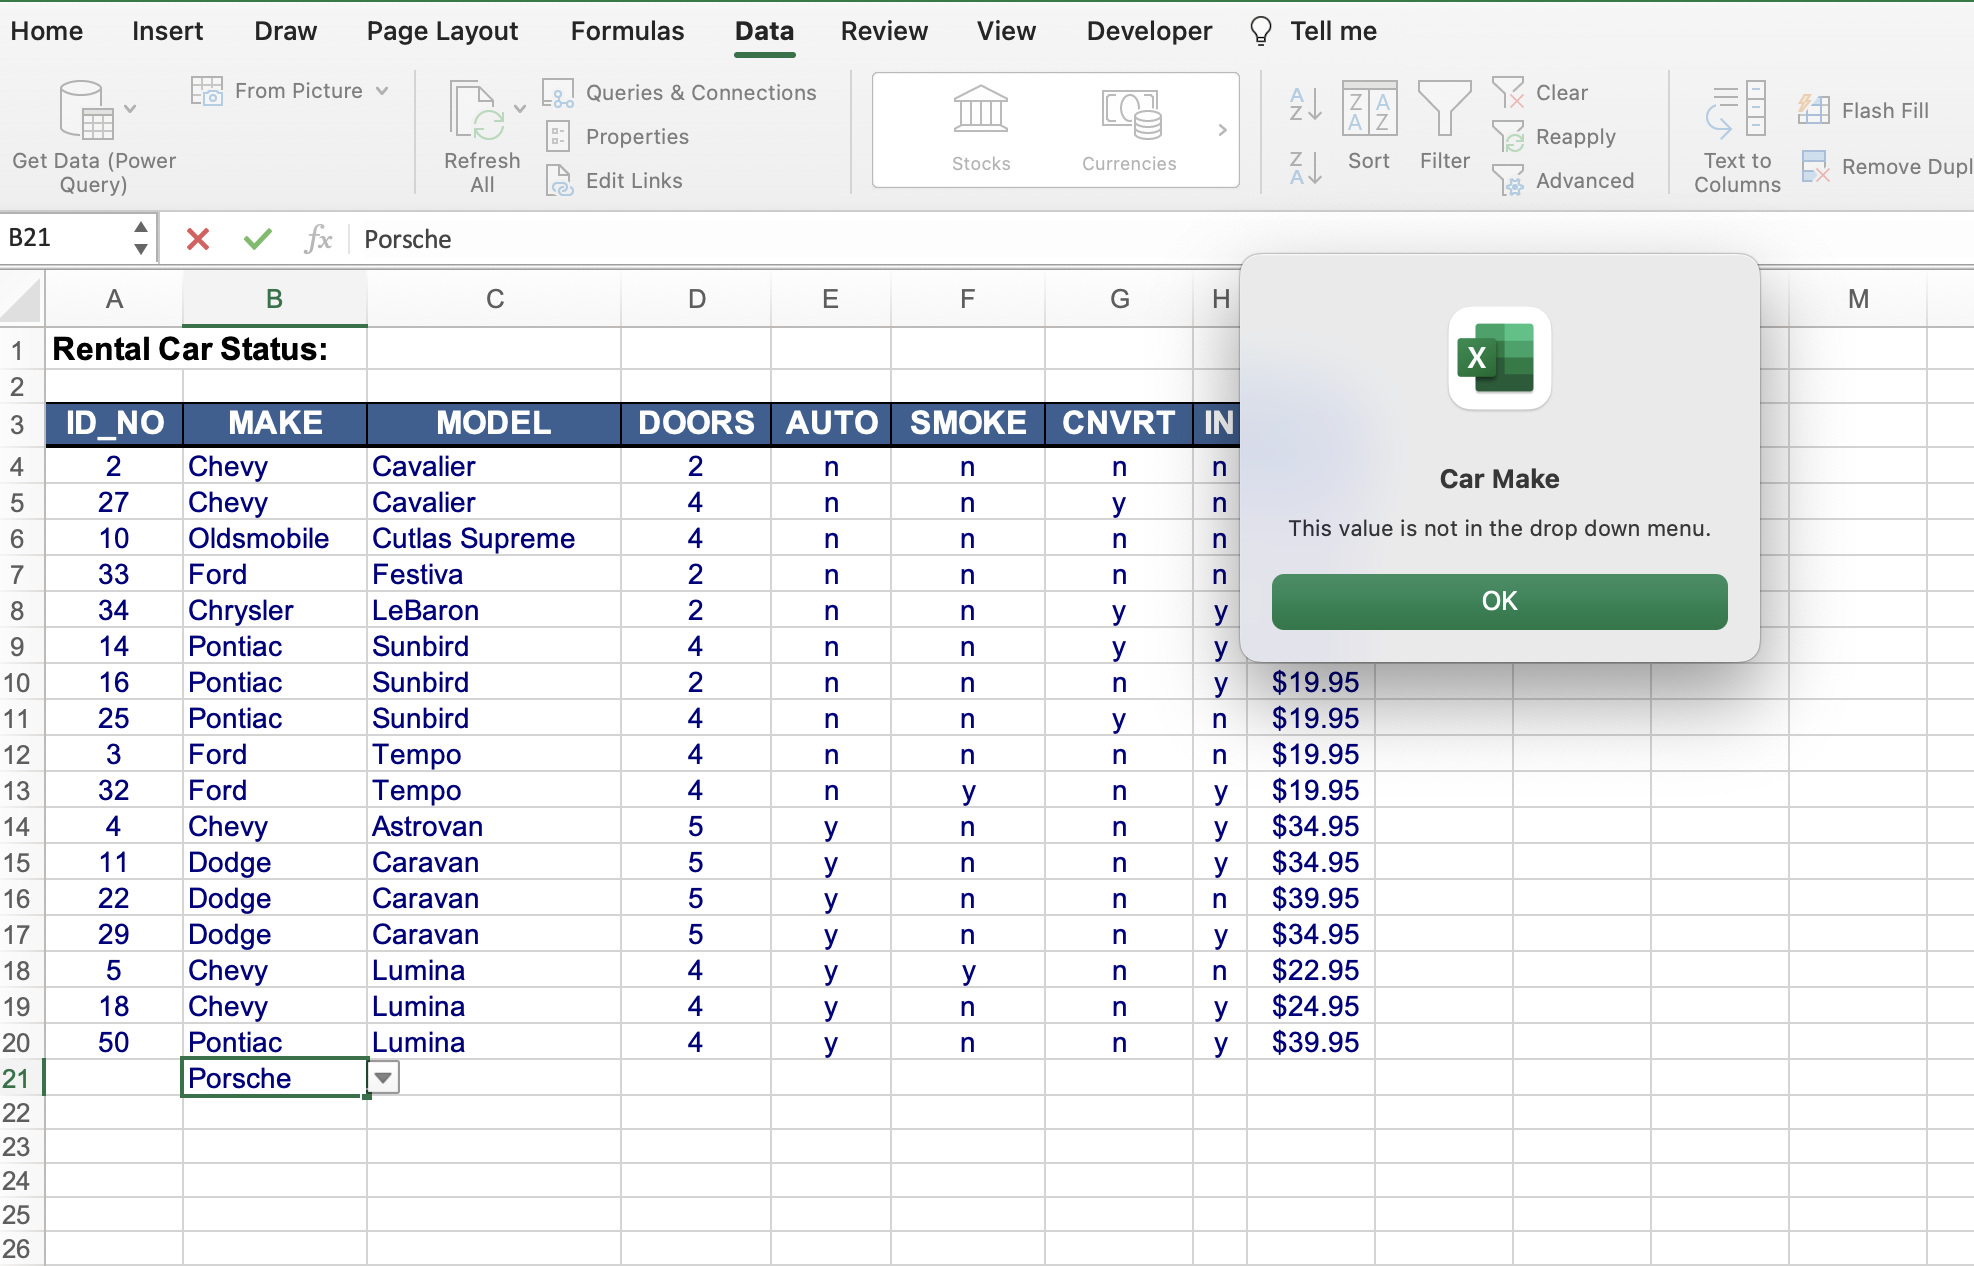 Home Insert Draw Page Layout Formulas Data Review View Developer Tell me
Get Data (Power Query)
From Picture
Refresh All
Queries & Connections
Properties
Edit Links
Stocks
Currencies
A Z
Z A
Z A A Z
Sort
Filter
Clear
Reapply
Advanced
Text to Columns
Flash Fill
Remove Dupl
B21 fx Porsche
A B C D E F G H M
1 Rental Car Status:
2
3 ID_NO MAKE MODEL DOORS AUTO SMOKE CNVRT IN
4 2 Chevy Cavalier 2 n n n n
5 27 Chevy Cavalier 4 n n y n
6 10 Oldsmobile Cutlas Supreme 4 n n n n
7 33 Ford Festiva 2 n n n n
8 34 Chrysler LeBaron 2 n n y y
9 14 Pontiac Sunbird 4 n n y y
10 16 Pontiac Sunbird 2 n n n y $19.95
11 25 Pontiac Sunbird 4 n n y n $19.95
12 3 Ford Tempo 4 n n n n $19.95
13 32 Ford Tempo 4 n y n y $19.95
14 4 Chevy Astrovan 5 y n n y $34.95
15 11 Dodge Caravan 5 y n n y $34.95
16 22 Dodge Caravan 5 y n n n $39.95
17 29 Dodge Caravan 5 y n n y $34.95
18 5 Chevy Lumina 4 y y n n $22.95
19 18 Chevy Lumina 4 y n n y $24.95
20 50 Pontiac Lumina 4 y n n y $39.95
21 Porsche
22
23
24
25
26
X
Car Make
This value is not in the drop down menu.
OK